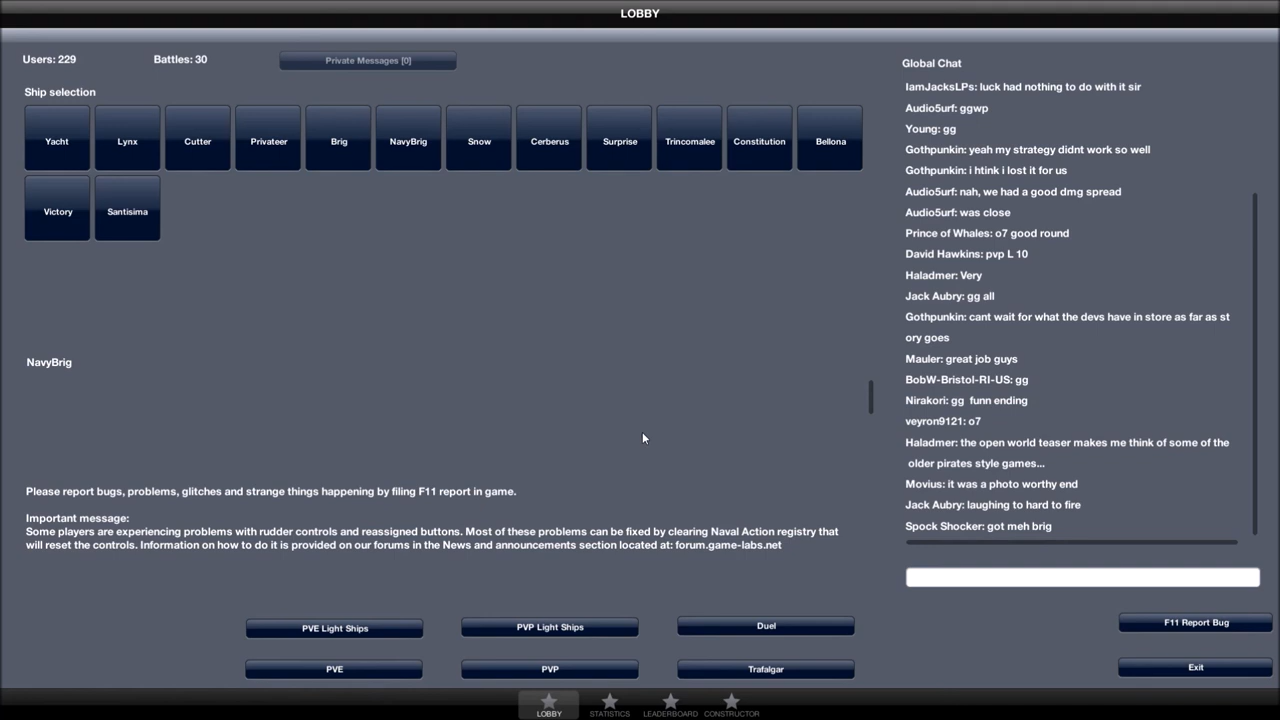 LOBBY
Users: 229
Battles: 30
Private Messages [0]
Ship selection
Yacht
Lynx
Cutter
Privateer
Brig
NavyBrig
Snow
Cerberus
Surprise
Trincomalee
Constitution
Bellona
Victory
Santisima
NavyBrig
Please report bugs, problems, glitches and strange things happening by filing F11 report in game.
Important message:
Some players are experiencing problems with rudder controls and reassigned buttons. Most of these problems can be fixed by clearing Naval Action registry that
will reset the controls. Information on how to do it is provided on our forums in the News and announcements section located at: forum.game-labs.net
PVE Light Ships
PVP Light Ships
Duel
PVE
PVP
Trafalgar
Global Chat
IamJacksLPs: luck had nothing to do with it sir
Audio5urf: ggwp
Young: gg
Gothpunkin: yeah my strategy didnt work so well
Gothpunkin: i htink i lost it for us
Audio5urf: nah, we had a good dmg spread
Audio5urf: was close
Prince of Whales: o7 good round
David Hawkins: pvp L 10
Haladmer: Very
Jack Aubry: gg all
Gothpunkin: cant wait for what the devs have in store as far as st
ory goes
Mauler: great job guys
BobW-Bristol-RI-US: gg
Nirakori: gg  funn ending
veyron9121: o7
Haladmer: the open world teaser makes me think of some of the
older pirates style games...
Movius: it was a photo worthy end
Jack Aubry: laughing to hard to fire
Spock Shocker: got meh brig
F11 Report Bug
Exit
LOBBY
STATISTICS
LEADERBOARD
CONSTRUCTOR